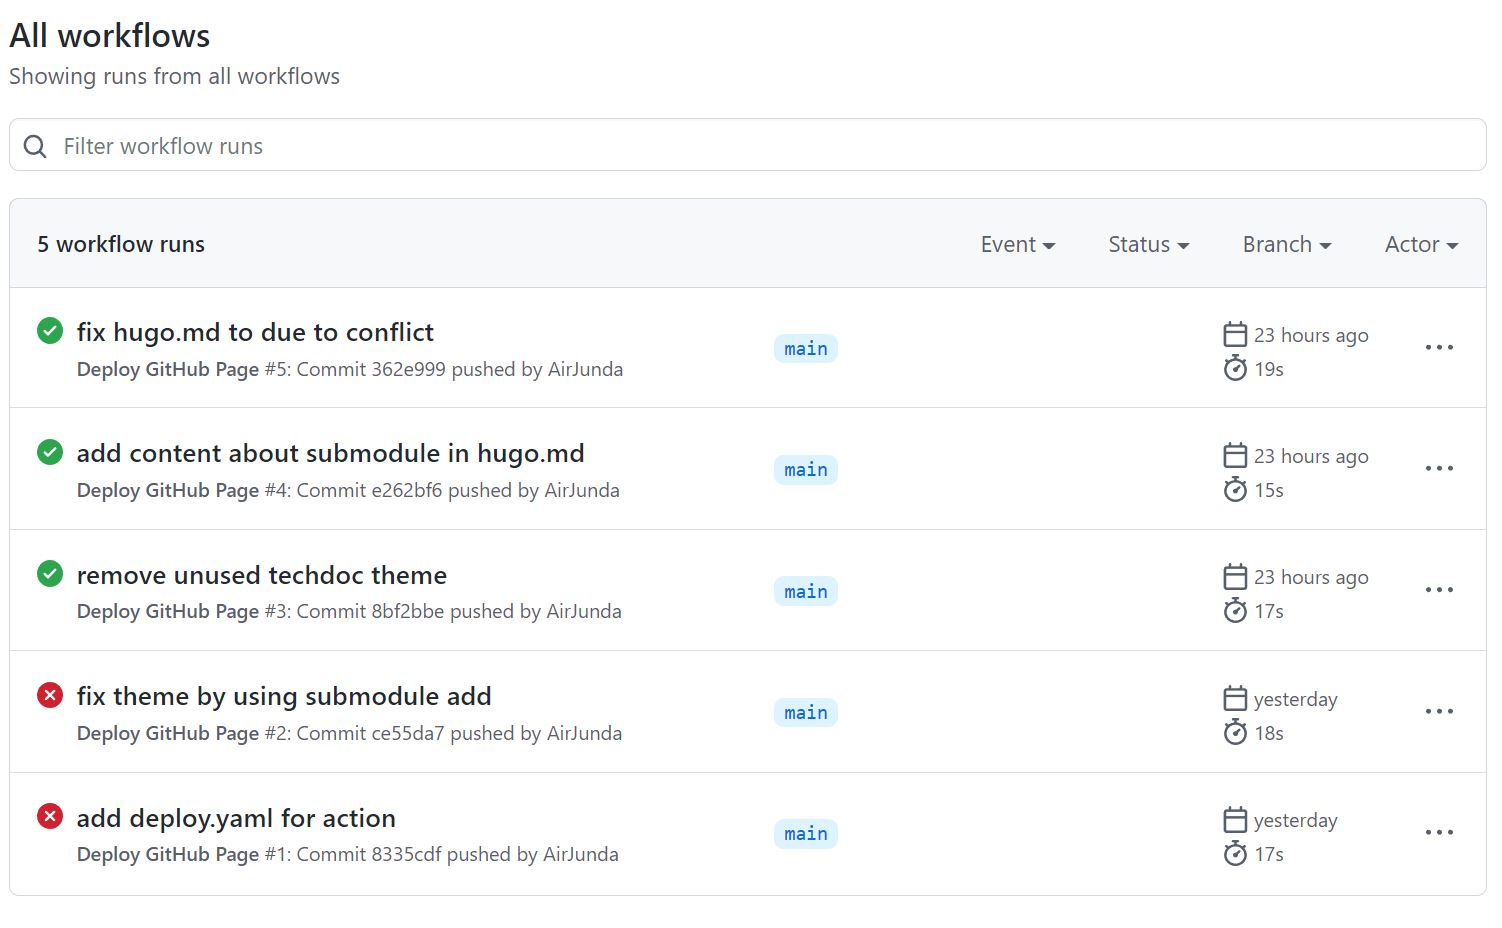 All workflows
Showing runs from all workflows
Filter workflow runs
5 workflow runs Event Status Branch Actor
fix hugo.md to due to conflict
Deploy GitHub Page #5: Commit 362e999 pushed by AirJunda
main
23 hours ago
19s
add content about submodule in hugo.md
Deploy GitHub Page #4: Commit e262bf6 pushed by AirJunda
main
23 hours ago
15s
remove unused techdoc theme
Deploy GitHub Page #3: Commit 8bf2bbe pushed by AirJunda
main
23 hours ago
17s
fix theme by using submodule add
Deploy GitHub Page #2: Commit ce55da7 pushed by AirJunda
main
yesterday
18s
add deploy.yaml for action
Deploy GitHub Page #1: Commit 8335cdf pushed by AirJunda
main
yesterday
17s